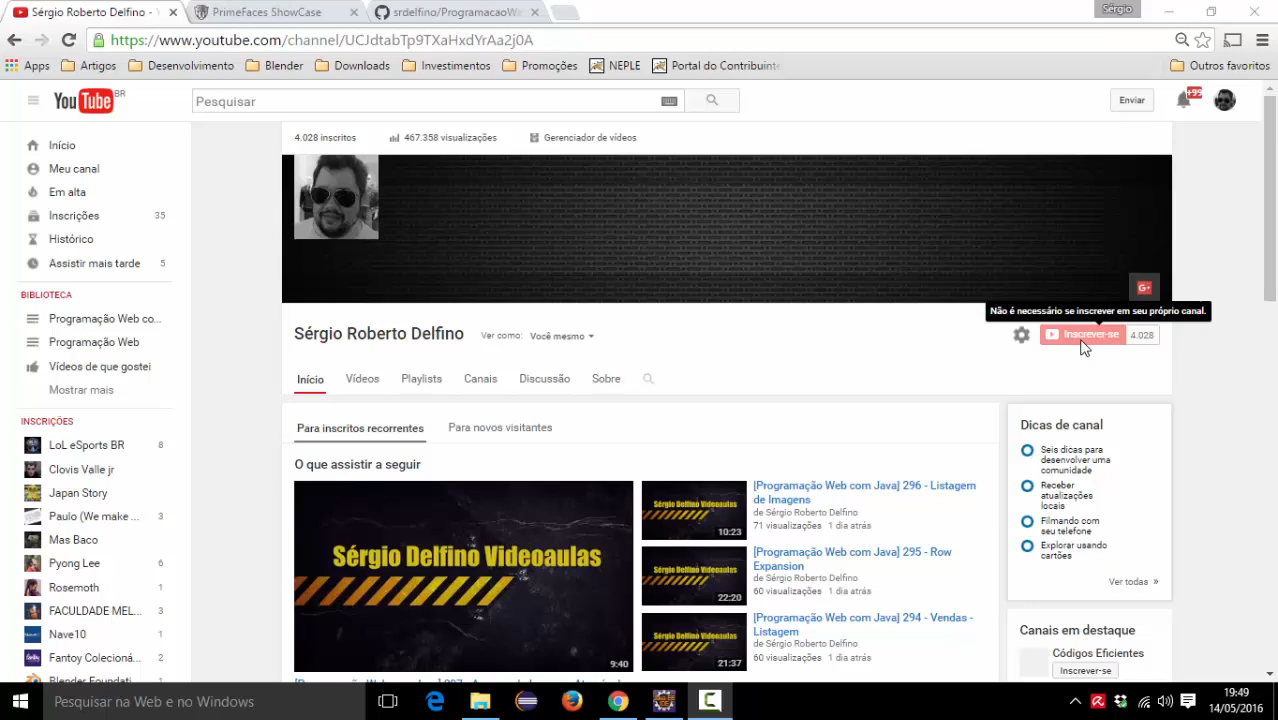 Sérgio Roberto Delfino -
PrimeFaces ShowCase
srdelfino/ProgramacaoWe
Sérgio
https://www.youtube.com/channel/UCJdtabTp9TXaHxdYrAa2j0A
Apps
Artigos
Desenvolvimento
Blender
Downloads
Investimentos
Promoções
NEPLE
Portal do Contribuinte
Outros favoritos
YouTube BR
Pesquisar
Enviar
+99
4.028 inscritos
467.358 visualizações
Gerenciador de vídeos
Início
Meu canal
Em alta
Inscrições 35
Histórico
Assistir mais tarde 5
BIBLIOTECA
Programação Web co...
Programação Web
Vídeos de que gostei
Mostrar mais
INSCRIÇÕES
LoL eSports BR 8
Clovis Valle jr
Japan Story
Paulo (We make ... 3
Mas Baco
Pyong Lee 6
Rosemoth 1
FACULDADE MEL... 3
Nave10 1
Fantoy Colecioná... 2
Blender Foundati... 1
G+
Não é necessário se inscrever em seu próprio canal.
Sérgio Roberto Delfino
Ver como: Você mesmo
Inscrever-se 4.028
Início
Vídeos
Playlists
Canais
Discussão
Sobre
Para inscritos recorrentes
Para novos visitantes
O que assistir a seguir
Sérgio Delfino Videoaulas
9:40
Sérgio Delfino Videoaulas
10:23
[Programação Web com Java] 296 - Listagem
de Imagens
de Sérgio Roberto Delfino
71 visualizações 1 dia atrás
Sérgio Delfino Videoaulas
22:20
[Programação Web com Java] 295 - Row
Expansion
de Sérgio Roberto Delfino
60 visualizações 1 dia atrás
Sérgio Delfino Videoaulas
21:37
[Programação Web com Java] 294 - Vendas -
Listagem
de Sérgio Roberto Delfino
60 visualizações 1 dia atrás
Dicas de canal
Seis dicas para
desenvolver uma
comunidade
Receber
atualizações
locais
Filmando com
seu telefone
Explorar usando
cartões
Ver todas »
Canais em destaque
Códigos Eficientes
Inscrever-se
Pesquisar na Web e no Windows
19:49
14/05/2016